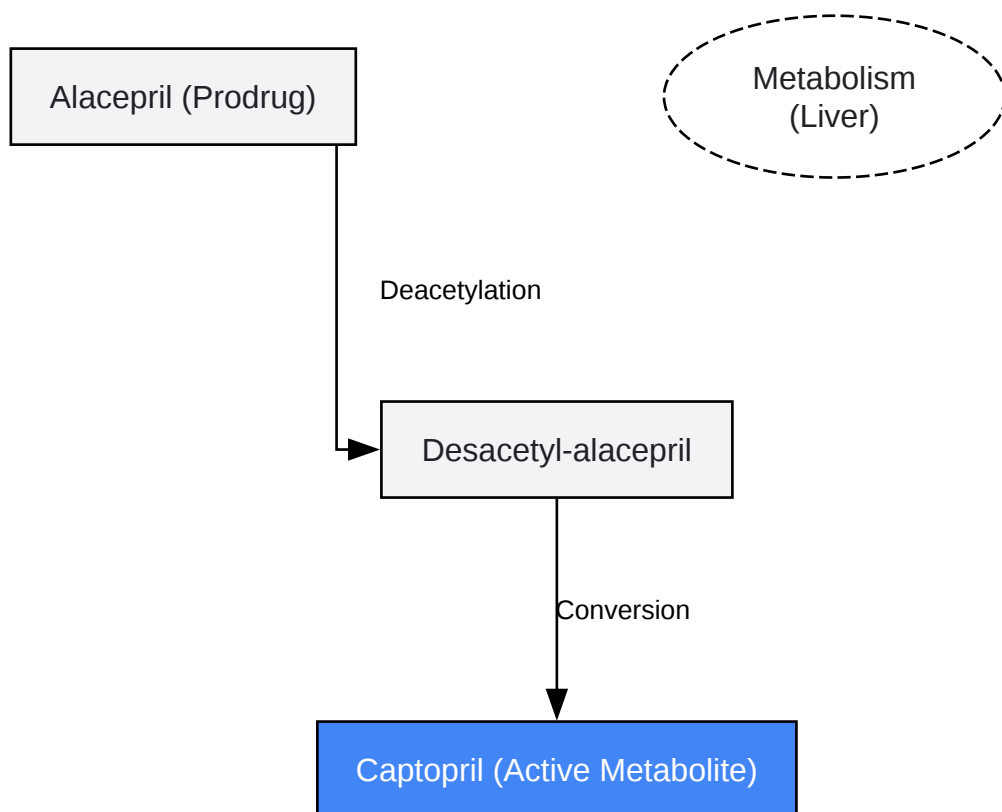 Alacepril (Prodrug)
Metabolism
(Liver)
Deacetylation
Desacetyl-alacepril
Conversion
Captopril (Active Metabolite)